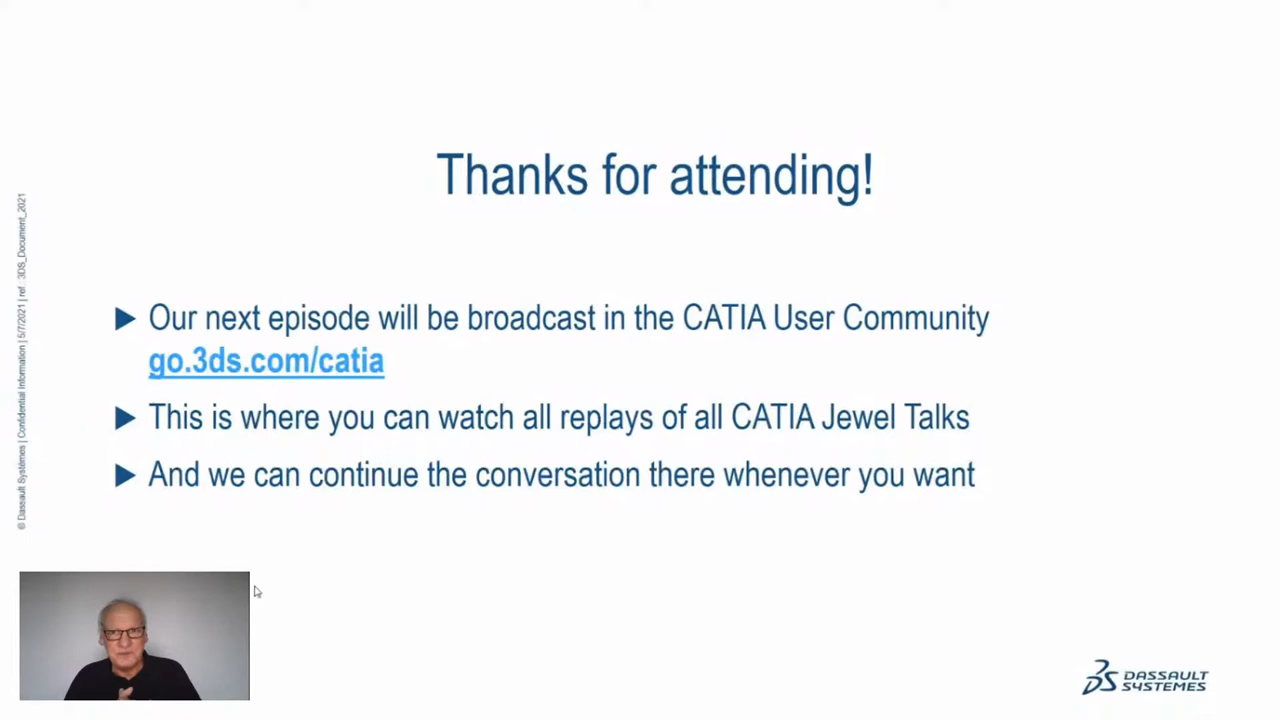 Thanks for attending!
Our next episode will be broadcast in the CATIA User Community
go.3ds.com/catia
This is where you can watch all replays of all CATIA Jewel Talks
And we can continue the conversation there whenever you want
© Dassault Systèmes | Confidential Information | 5/7/2021 | ref.: 3DS_Document_2021
DASSAULT
SYSTEMES